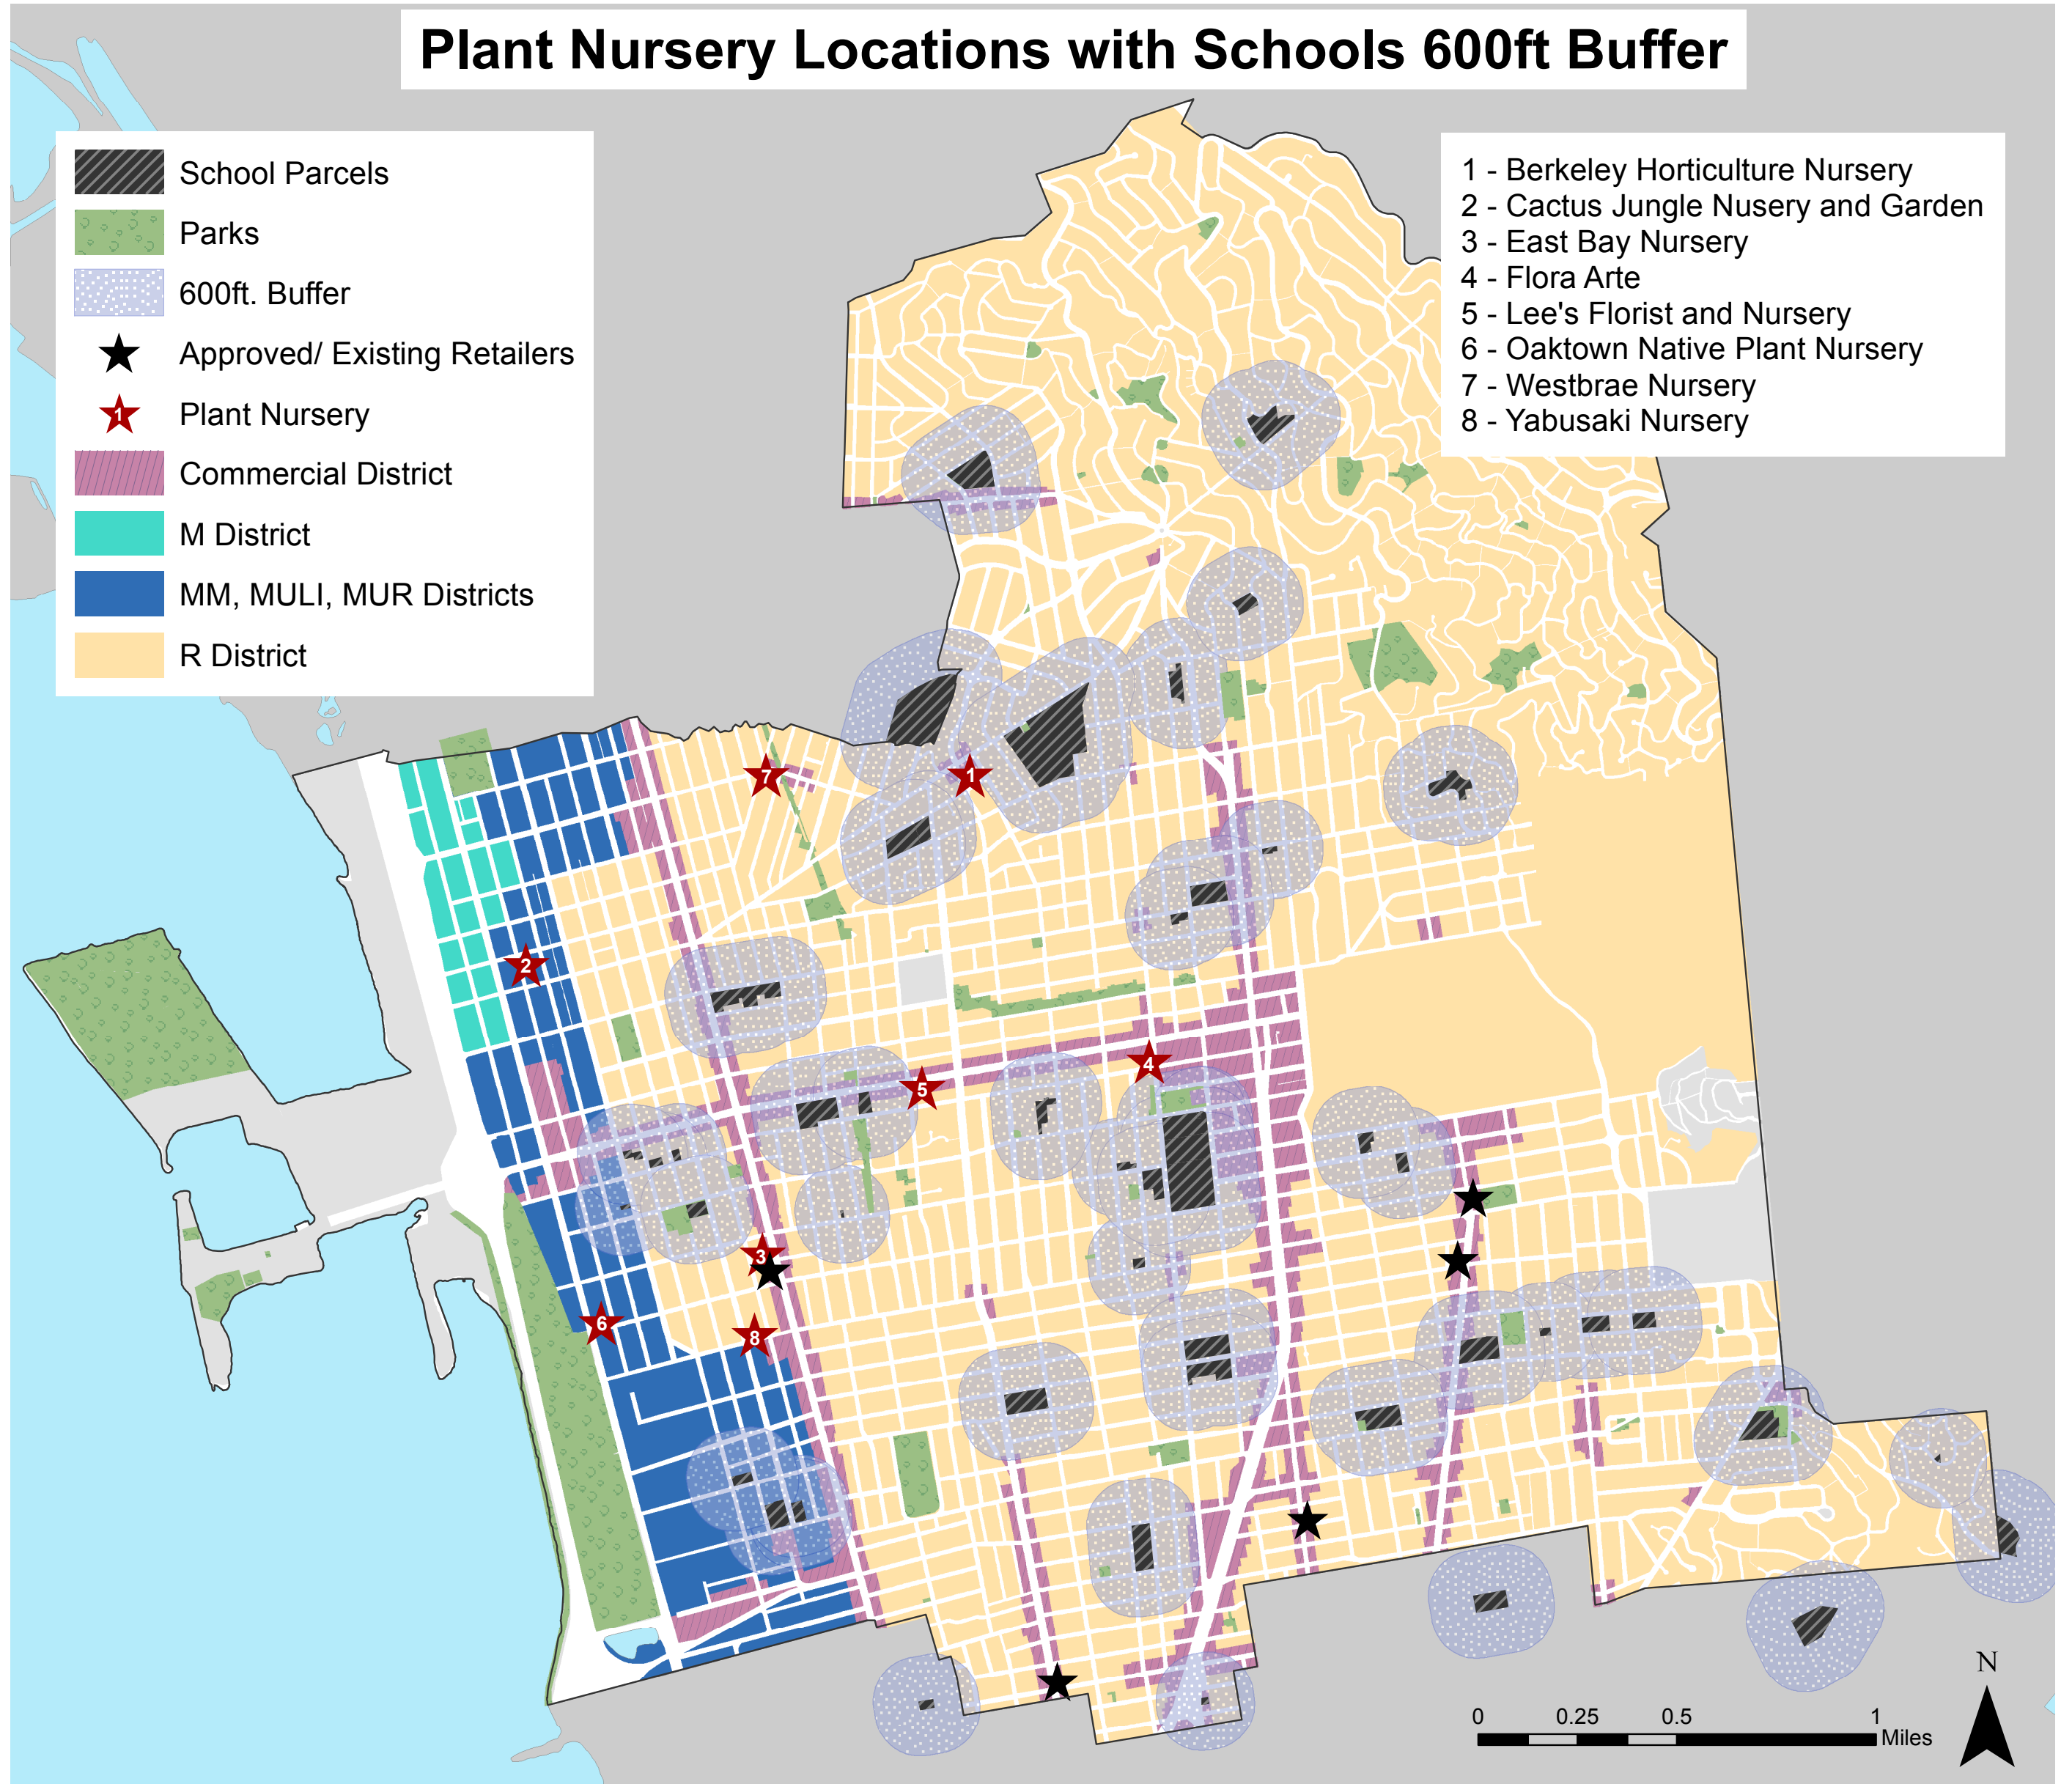 Plant Nursery Locations with Schools 600ft Buffer
School Parcels
Parks
600ft. Buffer
Approved/ Existing Retailers
1 Plant Nursery
Commercial District
M District
MM, MULI, MUR Districts
R District
1 - Berkeley Horticulture Nursery
2 - Cactus Jungle Nusery and Garden
3 - East Bay Nursery
4 - Flora Arte
5 - Lee's Florist and Nursery
6 - Oaktown Native Plant Nursery
7 - Westbrae Nursery
8 - Yabusaki Nursery
7
1
2
4
5
3
6
8
N
0 0.25 0.5 1
Miles